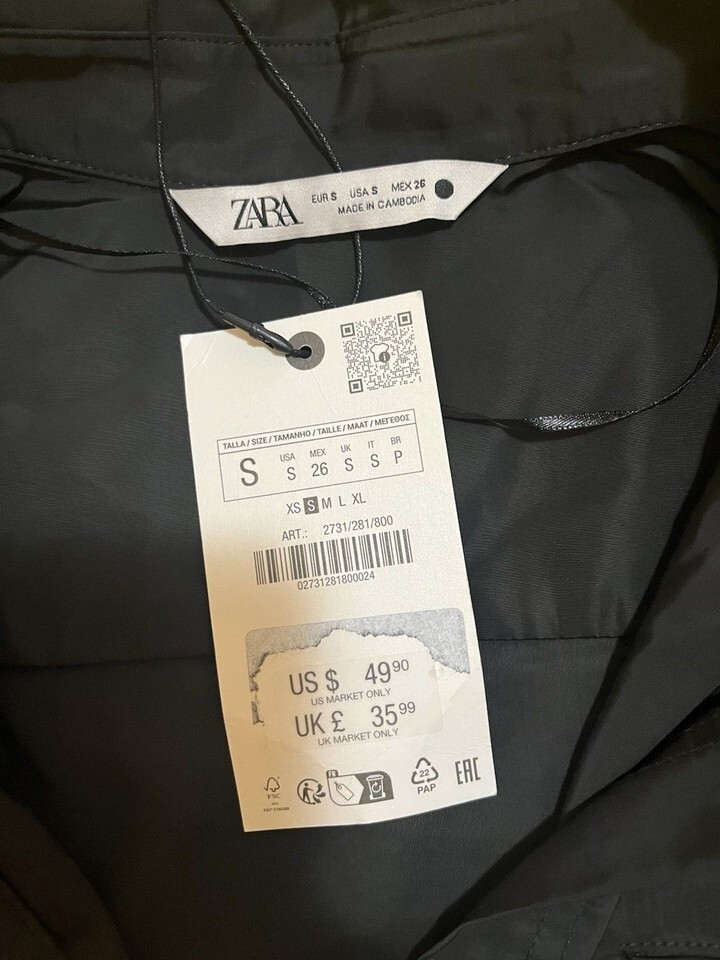 ZARA
EUR S USA S MEX 26
MADE IN CAMBODIA
TALLA / SIZE / TAMANHO / TAILLE / MAAT / ΜΕΓΕΘΟΣ
USA MEX UK IT BR
S S 26 S S P
XS S M L XL
ART.: 2731/281/800
02731281800024
US $ 49 90
US MARKET ONLY
UK £ 35 99
UK MARKET ONLY
FSC
FR
22
PAP
EAC